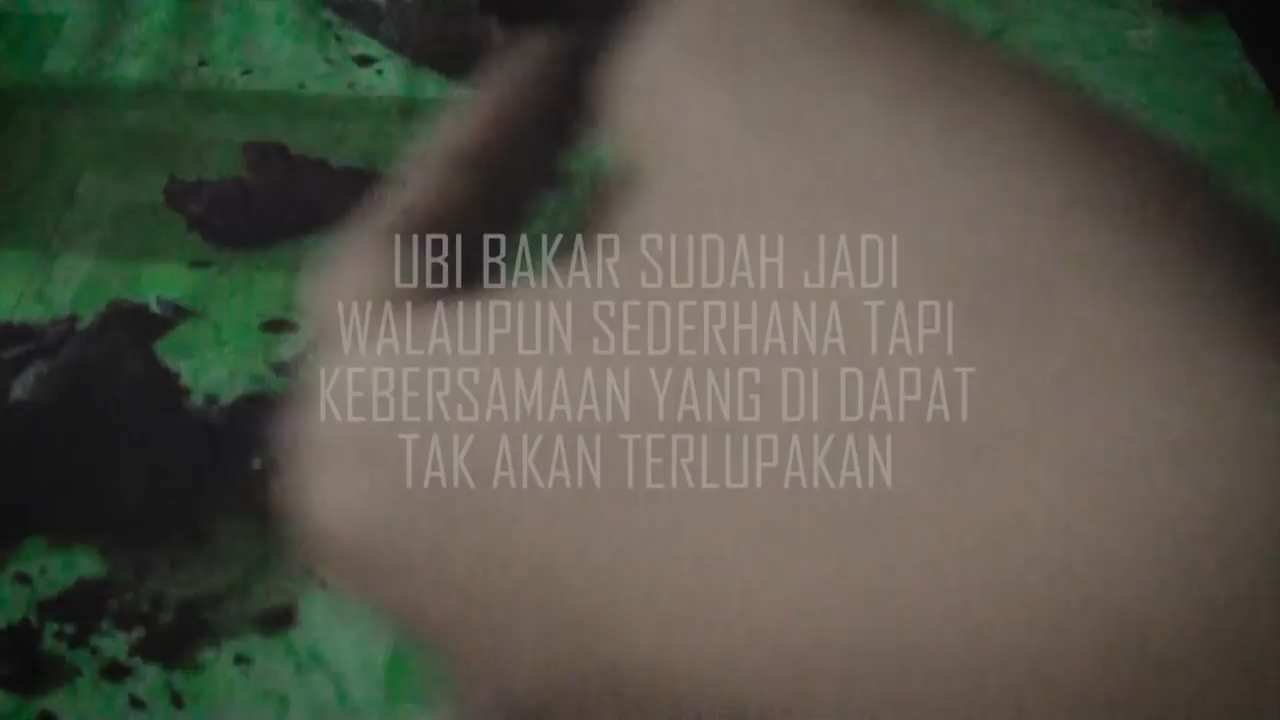 UBI BAKAR SUDAH JADI
WALAUPUN SEDERHANA TAPI
KEBERSAMAAN YANG DI DAPAT
TAK AKAN TERLUPAKAN